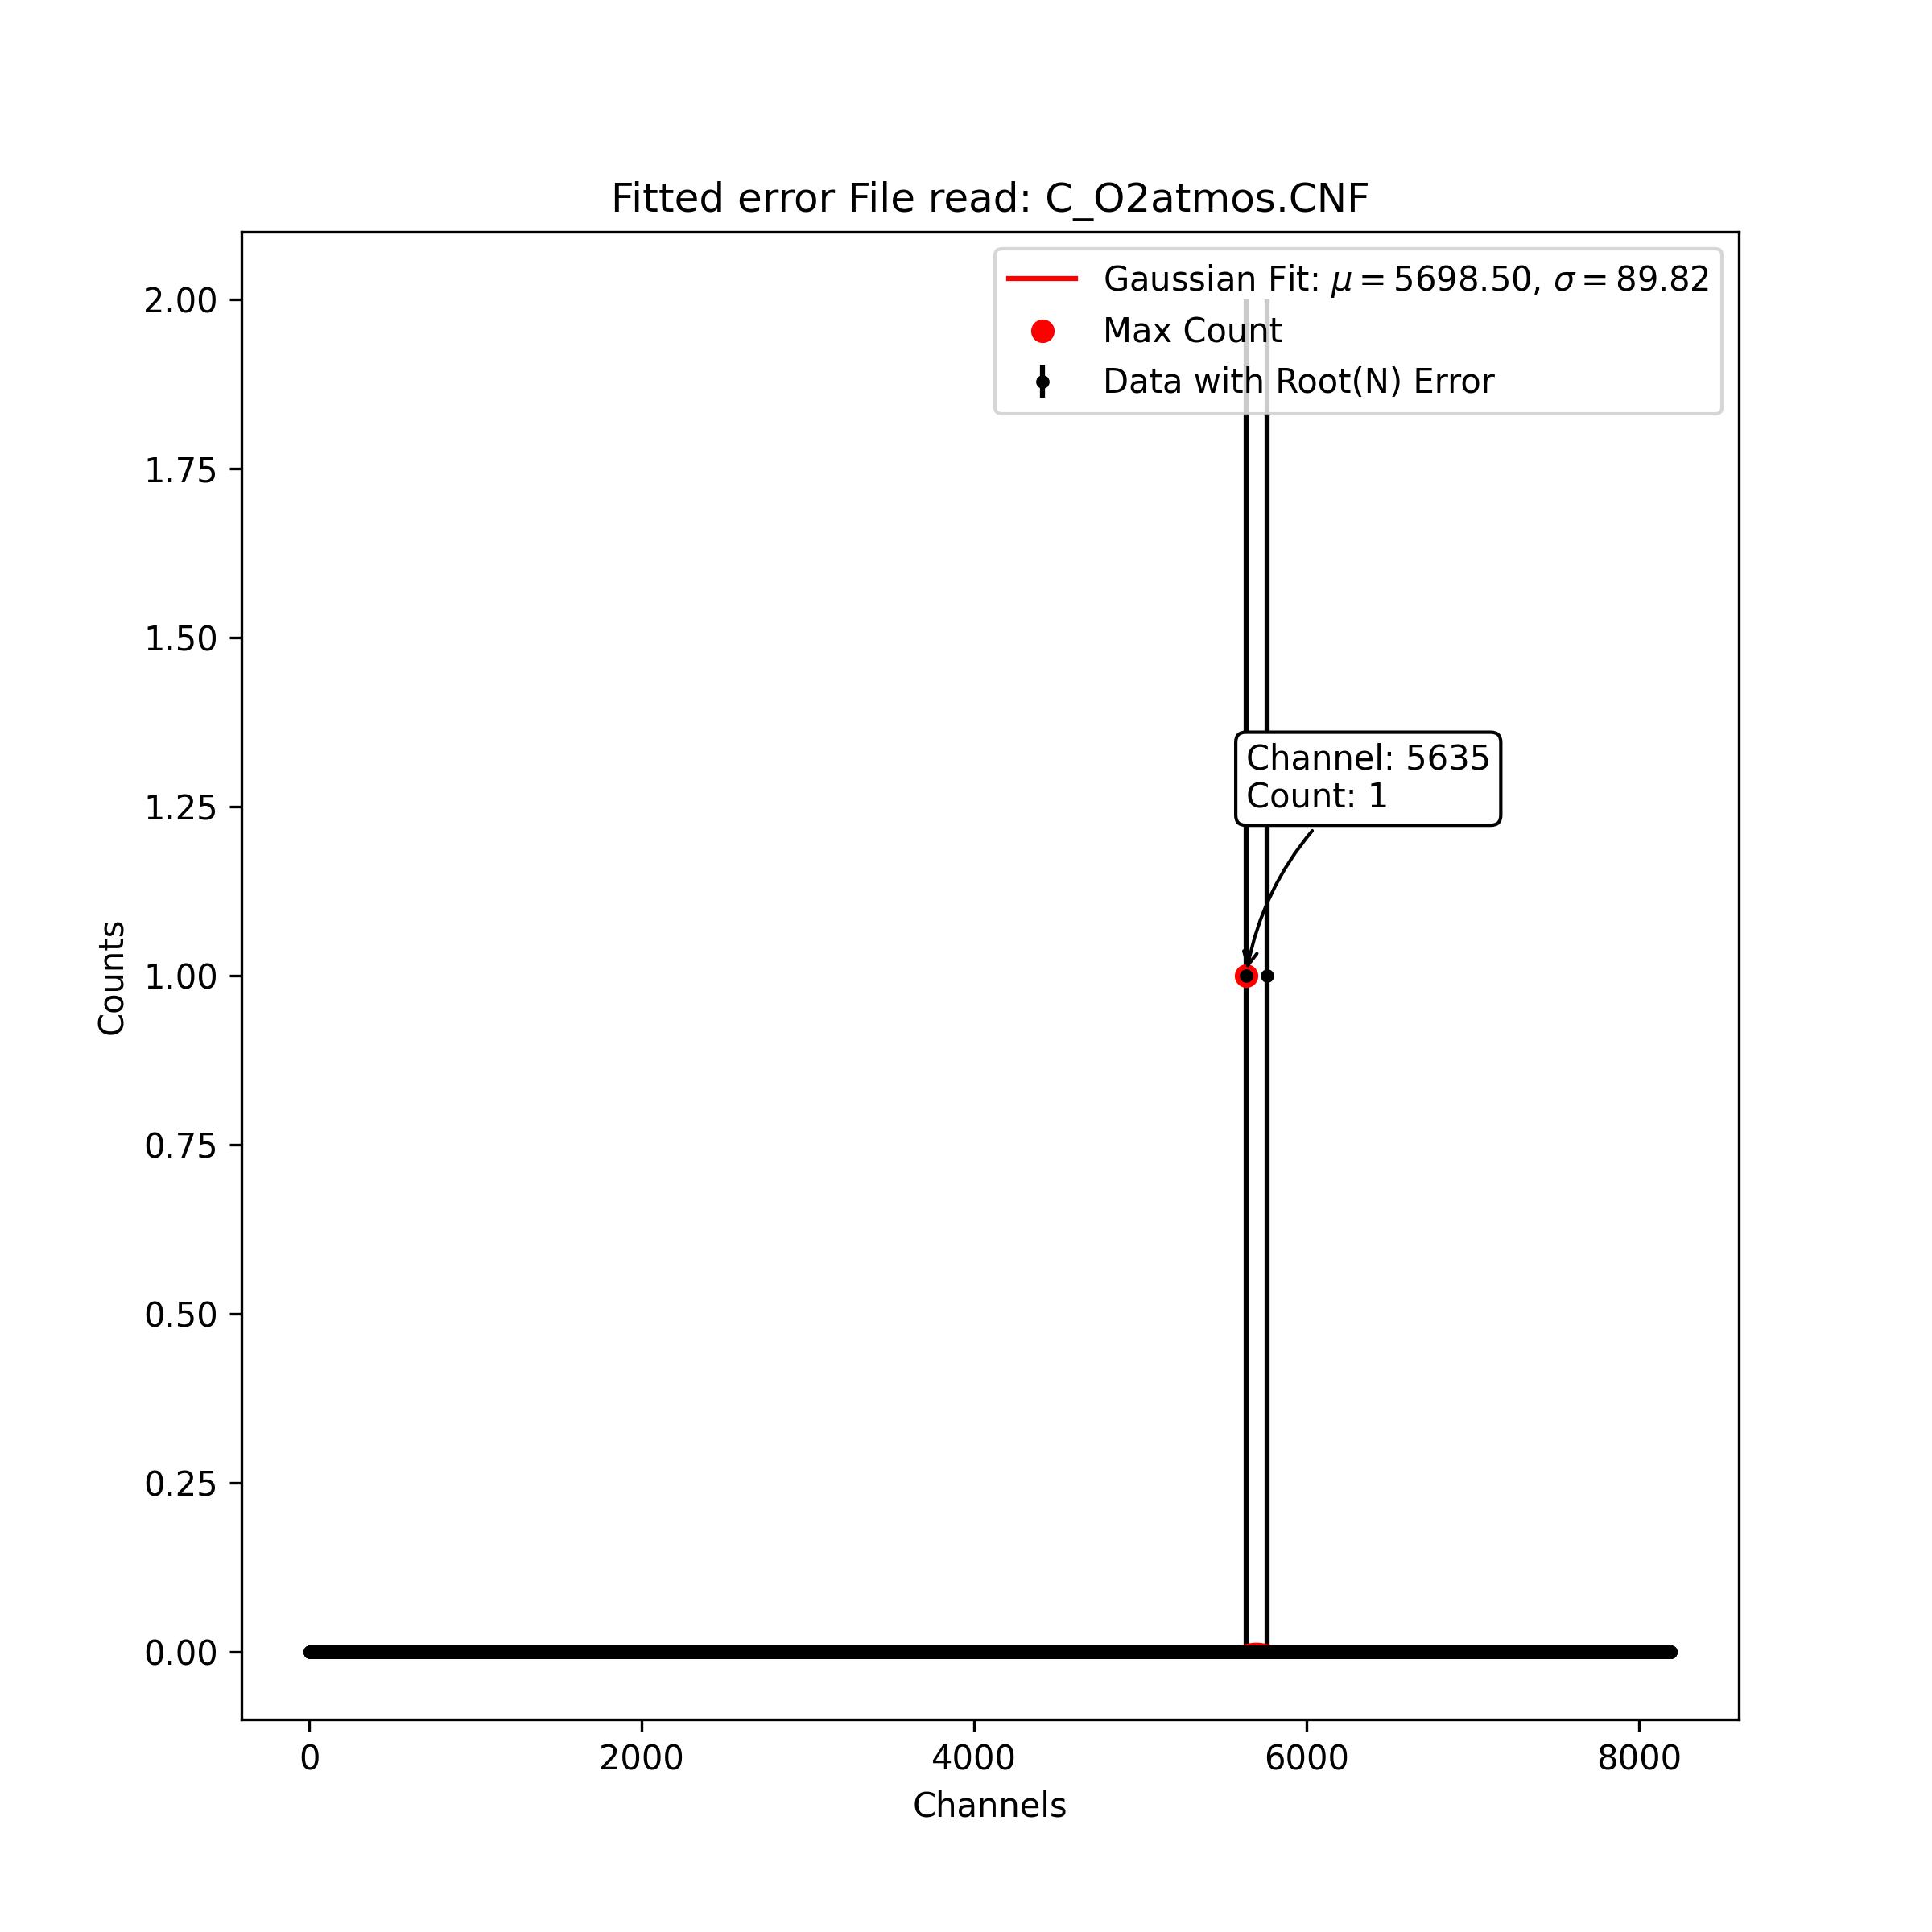 Fitted error File read: C_O2atmos.CNF
Gaussian Fit: μ = 5698.50, σ = 89.82
Max Count
Data with Root(N) Error
2.00
1.75
1.50
1.25
1.00
0.75
0.50
0.25
0.00
Counts
Channel: 5635
Count: 1
0 2000 4000 6000 8000
Channels